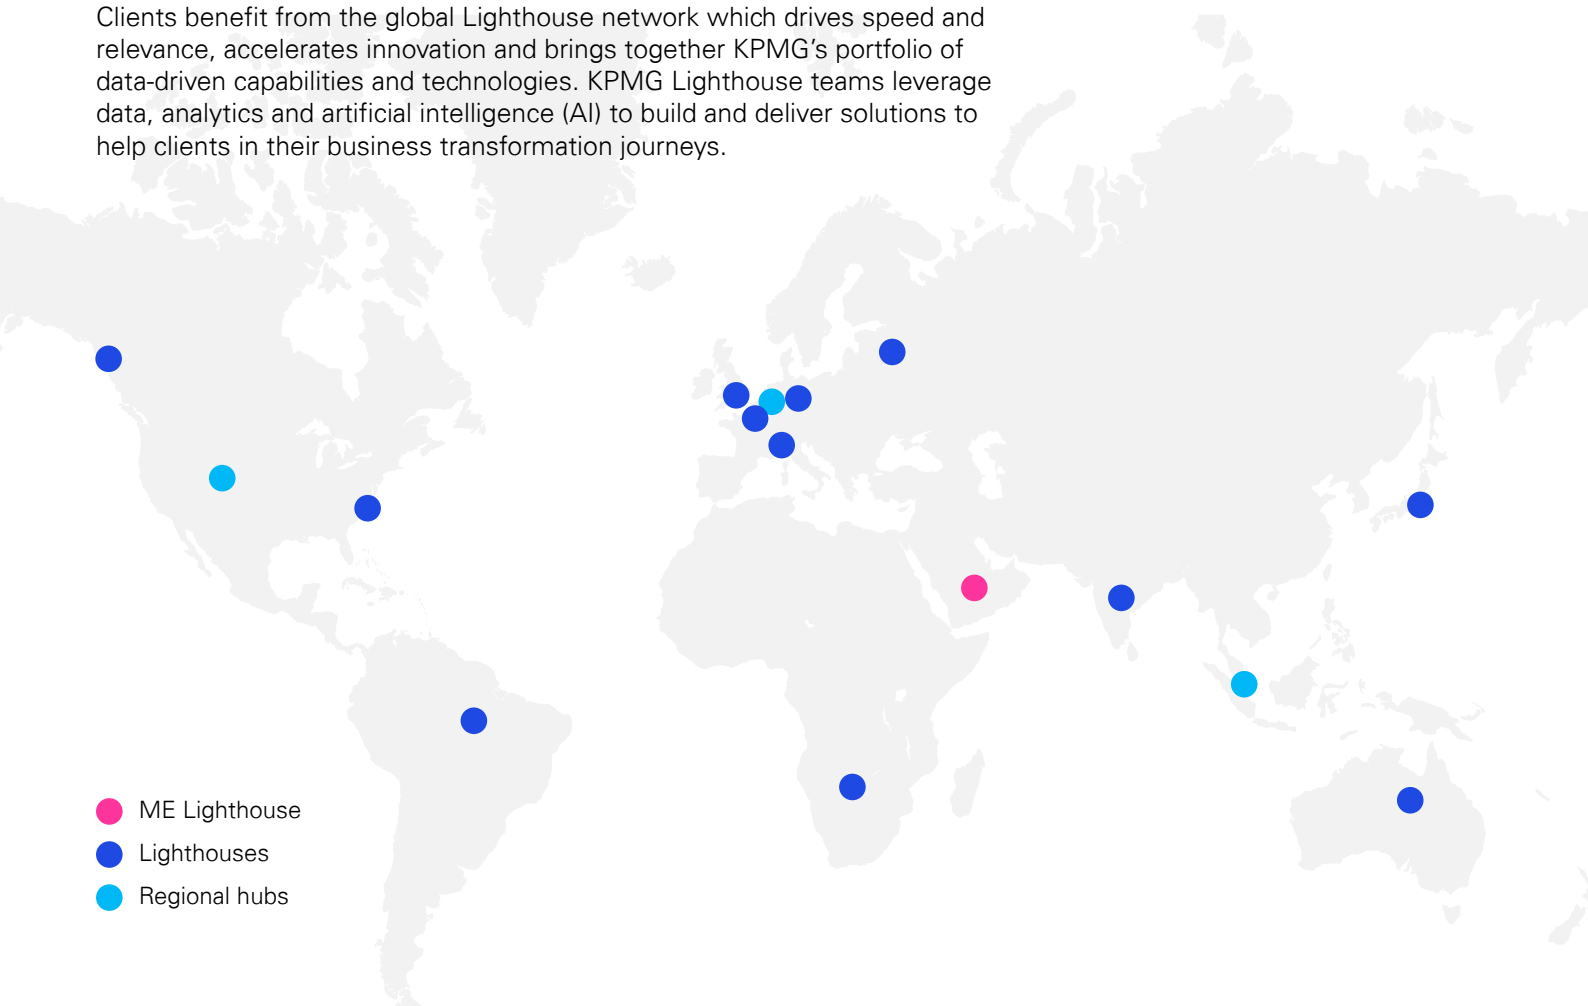 Clients benefit from the global Lighthouse network which drives speed and
relevance, accelerates innovation and brings together KPMG’s portfolio of
data-driven capabilities and technologies. KPMG Lighthouse teams leverage
data, analytics and artificial intelligence (AI) to build and deliver solutions to
help clients in their business transformation journeys.
ME Lighthouse
Lighthouses
Regional hubs